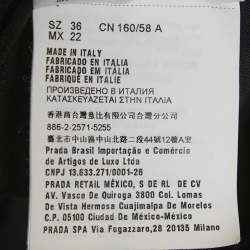 SZ 36 CN 160/58 A
MX 22
MADE IN ITALY
FABRICADO EN ITALIA
FABRICADO EM ITÁLIA
FABRIQUÉ EN ITALIE
ПРОИЗВЕДЕНО В ИТАЛИЯ
ΚΑΤΑΣΚΕΥΑΖΕΤΑΙ ΣΤΗΝ ΙΤΑΛΙΑ
香港商台灣普比有限公司台灣分公司
886-2-2571-5255
臺北市中山區中山北路二段44號12樓A室
Prada Brasil Importação e Comércio
de Artigos de Luxo Ltda
CNPJ 13.633.271/0001-26
PRADA RETAIL MÉXICO, S DE RL DE CV
AV. Vasco De Quiroga 3800 Col. Lomas
De Vista Hermosa Cuajimalpa De Morelos
C.P. 05100 Ciudad De México México
PRADA SPA Via Fogazzaro, 28 20135 Milano